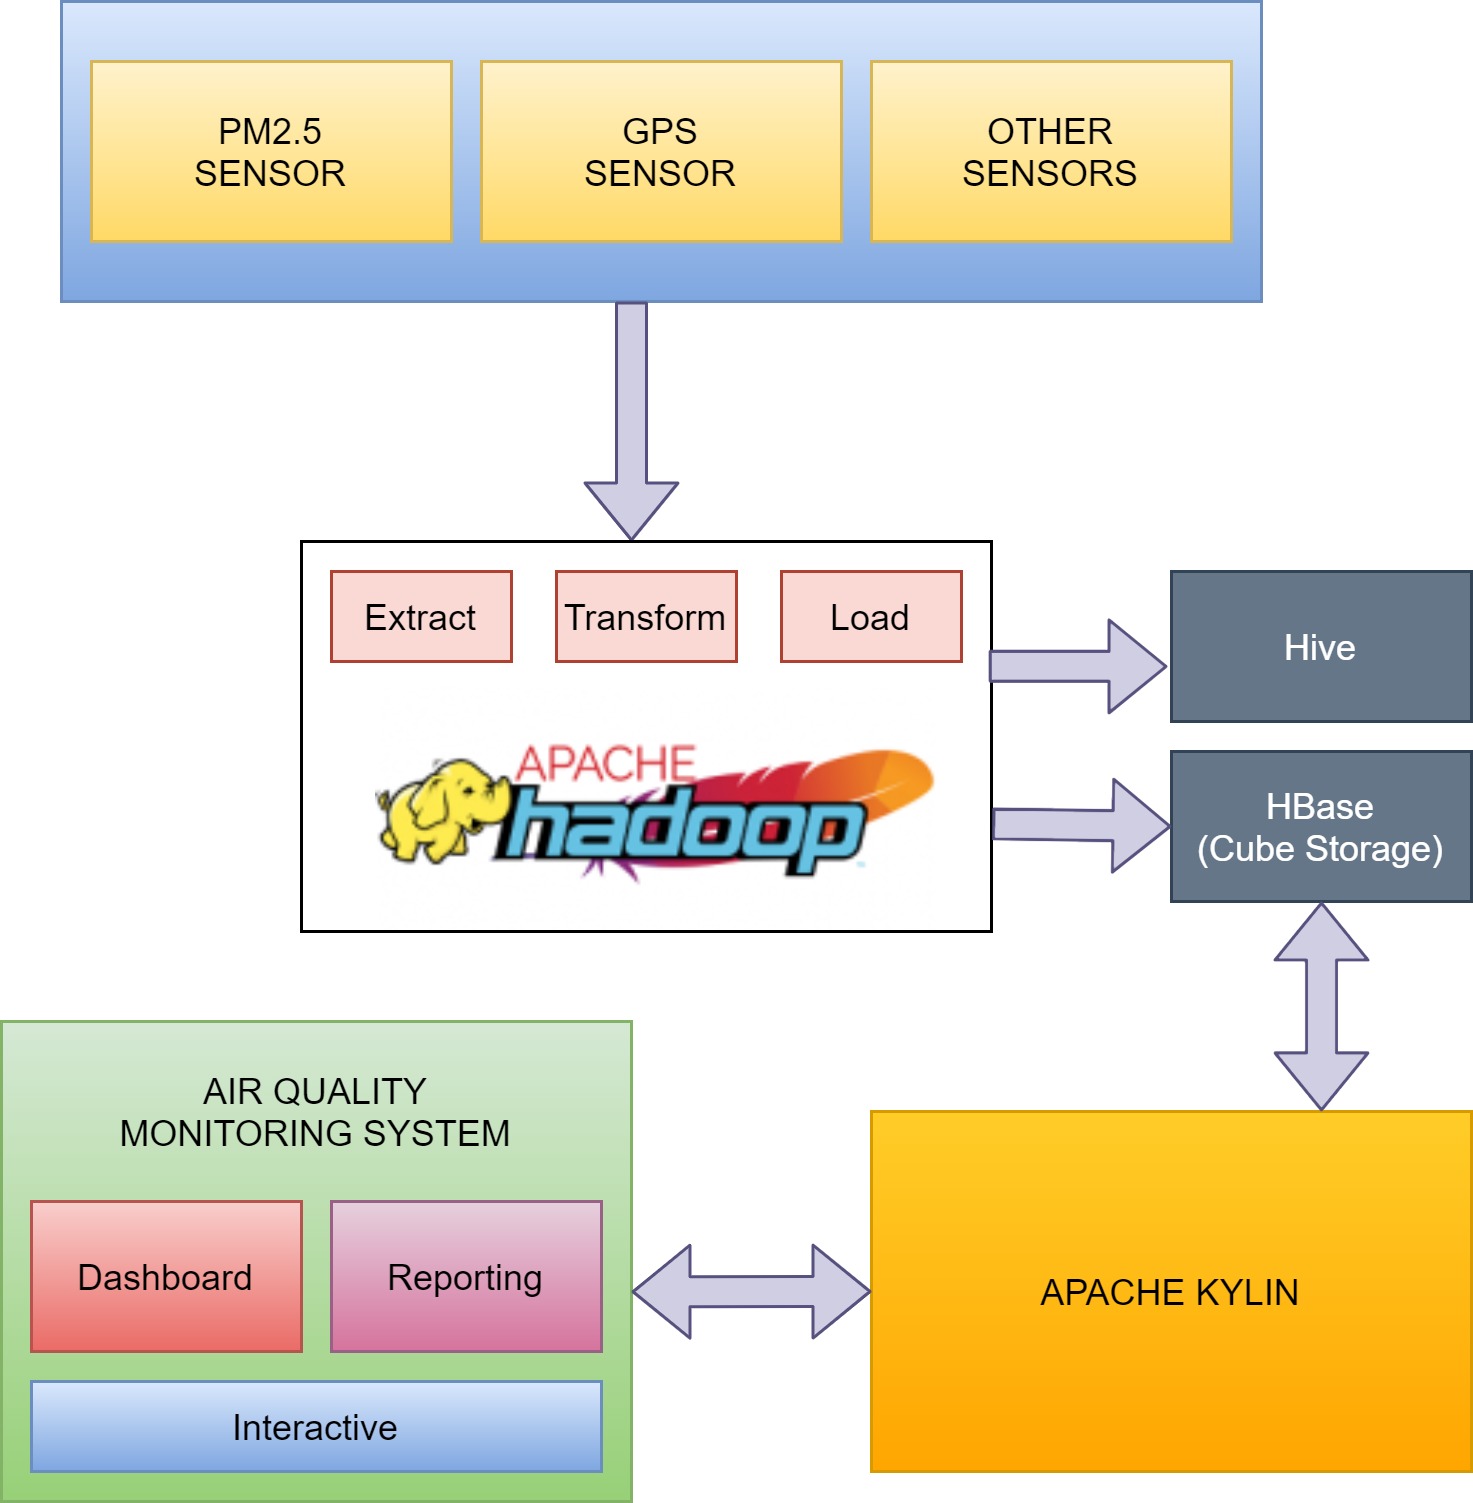 PM2.5
SENSOR
GPS
SENSOR
OTHER
SENSORS
Extract
Transform
Load
APACHE
hadoop
Hive
HBase
(Cube Storage)
AIR QUALITY
MONITORING SYSTEM
Dashboard
Reporting
Interactive
APACHE KYLIN